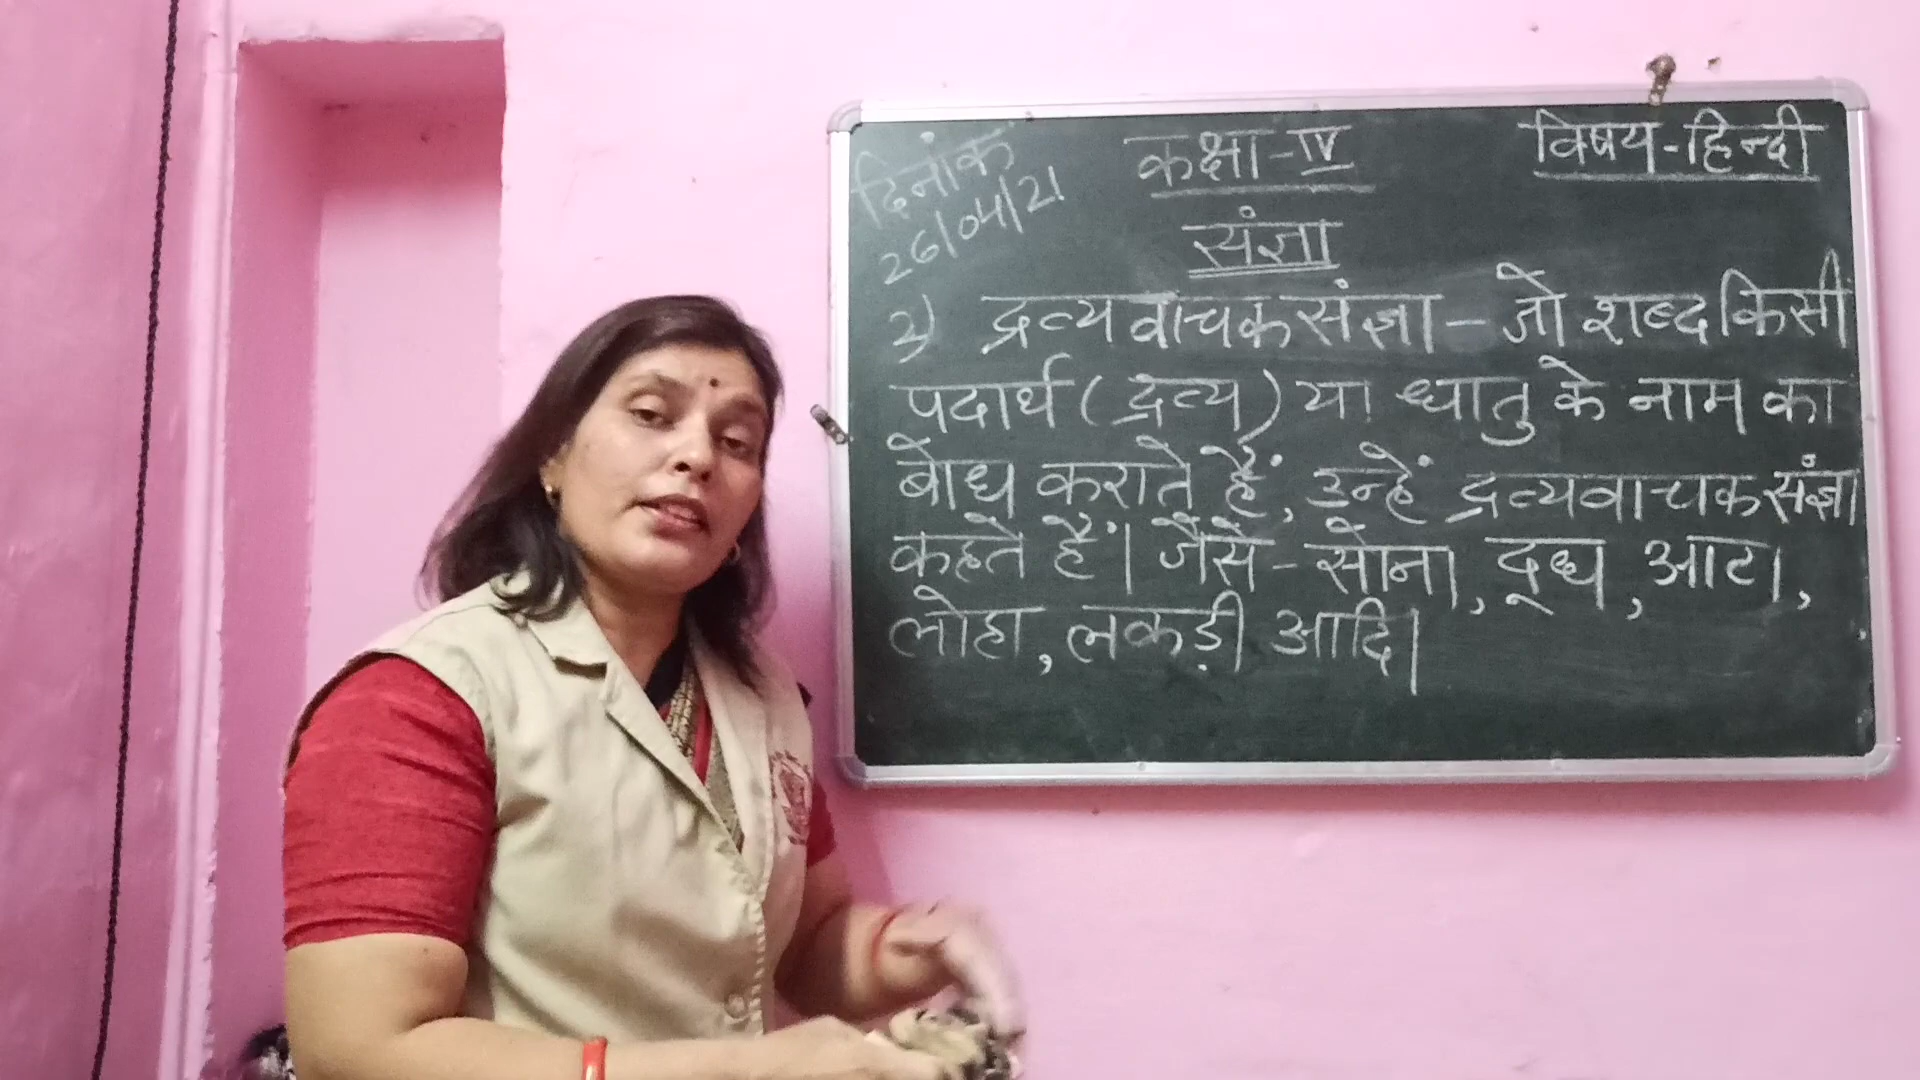 दिनांक
26/04/21
कक्षा-IV
विषय-हिन्दी
संज्ञा
2) द्रव्यवाचक संज्ञा - जो शब्द किसी
पदार्थ (द्रव्य) या धातु के नाम का
बोध कराते हैं, उन्हें द्रव्यवाचक संज्ञा
कहते हैं। जैसे - सोना, दूध, आटा,
लोहा, लकड़ी आदि।